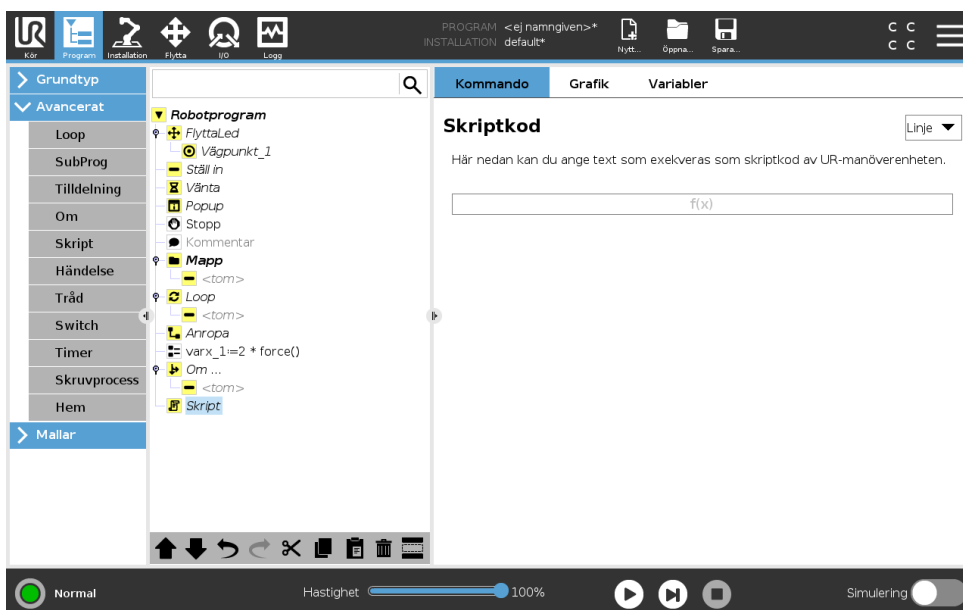 UR
PROGRAM <ej namngiven>*
INSTALLATION default*
Kör
Program
Installation
Flytta
I/O
Logg
Nytt...
Öppna...
Spara...
C C
C C
Grundtyp
Avancerat
Loop
SubProg
Tilldelning
Om
Skript
Händelse
Tråd
Switch
Timer
Skruvprocess
Hem
Mallar
Robotprogram
FlyttaLed
Vägpunkt_1
Ställ in
Vänta
Popup
Stopp
Kommentar
Mapp
<tom>
Loop
<tom>
Anropa
varx_1≔2 * force()
Om ...
<tom>
Skript
Kommando
Grafik
Variabler
Skriptkod
Linje
Här nedan kan du ange text som exekveras som skriptkod av UR-manöverenheten.
f(x)
Normal
Hastighet
100%
Simulering